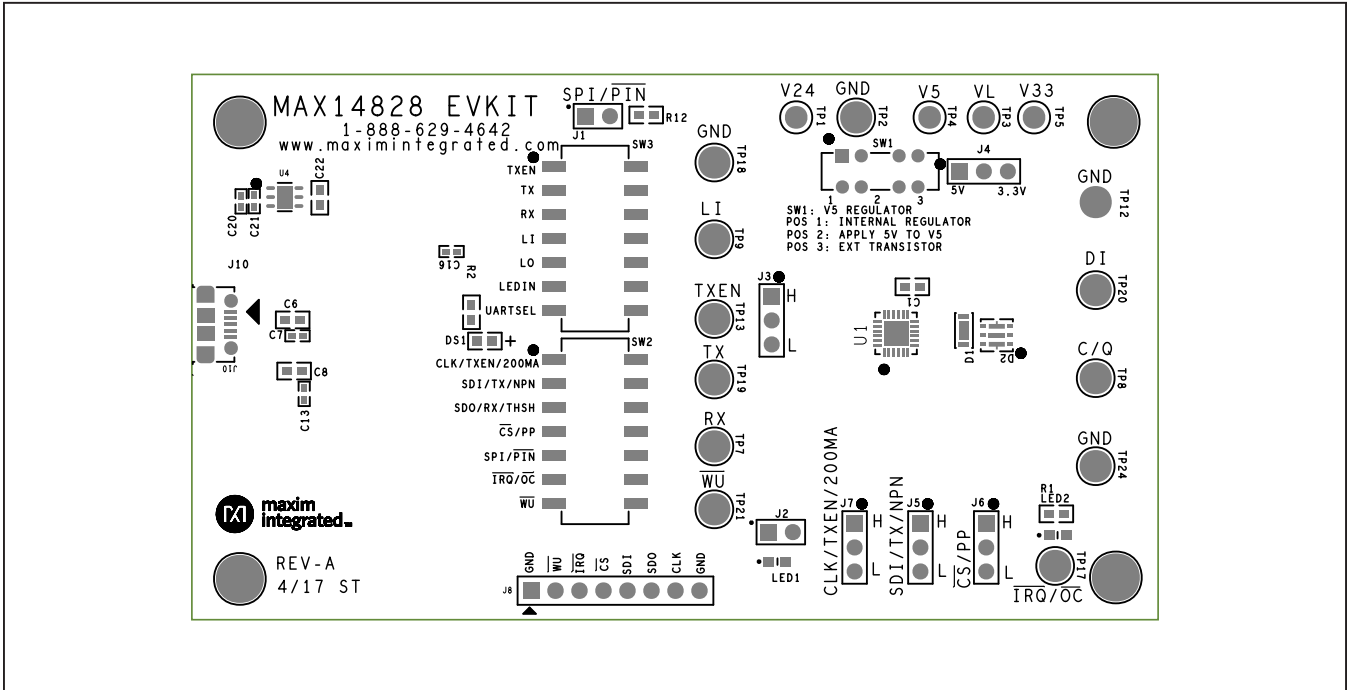 MAX14828 EVKIT
1-888-629-4642
www.maximintegrated.com
SPI/PIN
J1
R12
SW3
TXEN
TX
RX
LI
LO
LEDIN
UARTSEL
SW2
CLK/TXEN/200MA
SDI/TX/NPN
SDO/RX/THSH
CS/PP
SPI/PIN
IRQ/OC
WU
U4
C22
C20
C21
J10
J10
C6
C7
C8
C13
C16
R2
DS1
+
GND
TP18
LI
TP9
TXEN
TP13
TX
TP19
RX
TP7
WU
TP21
V24
TP1
GND
TP2
V5
TP4
VL
TP3
V33
TP5
SW1
1 2 3
J4
5V 3.3V
SW1: V5 REGULATOR
POS 1: INTERNAL REGULATOR
POS 2: APPLY 5V TO V5
POS 3: EXT TRANSISTOR
J3
H
L
C1
U1
D1
D2
GND
TP12
DI
TP20
C/Q
TP8
GND
TP24
R1
LED2
TP17
IRQ/OC
J2
LED1
CLK/TXEN/200MA
J7
H
L
SDI/TX/NPN
J5
H
L
CS/PP
J6
H
L
maxim
integrated™
REV-A
4/17 ST
J8
GND
WU
IRQ
CS
SDI
SDO
CLK
GND